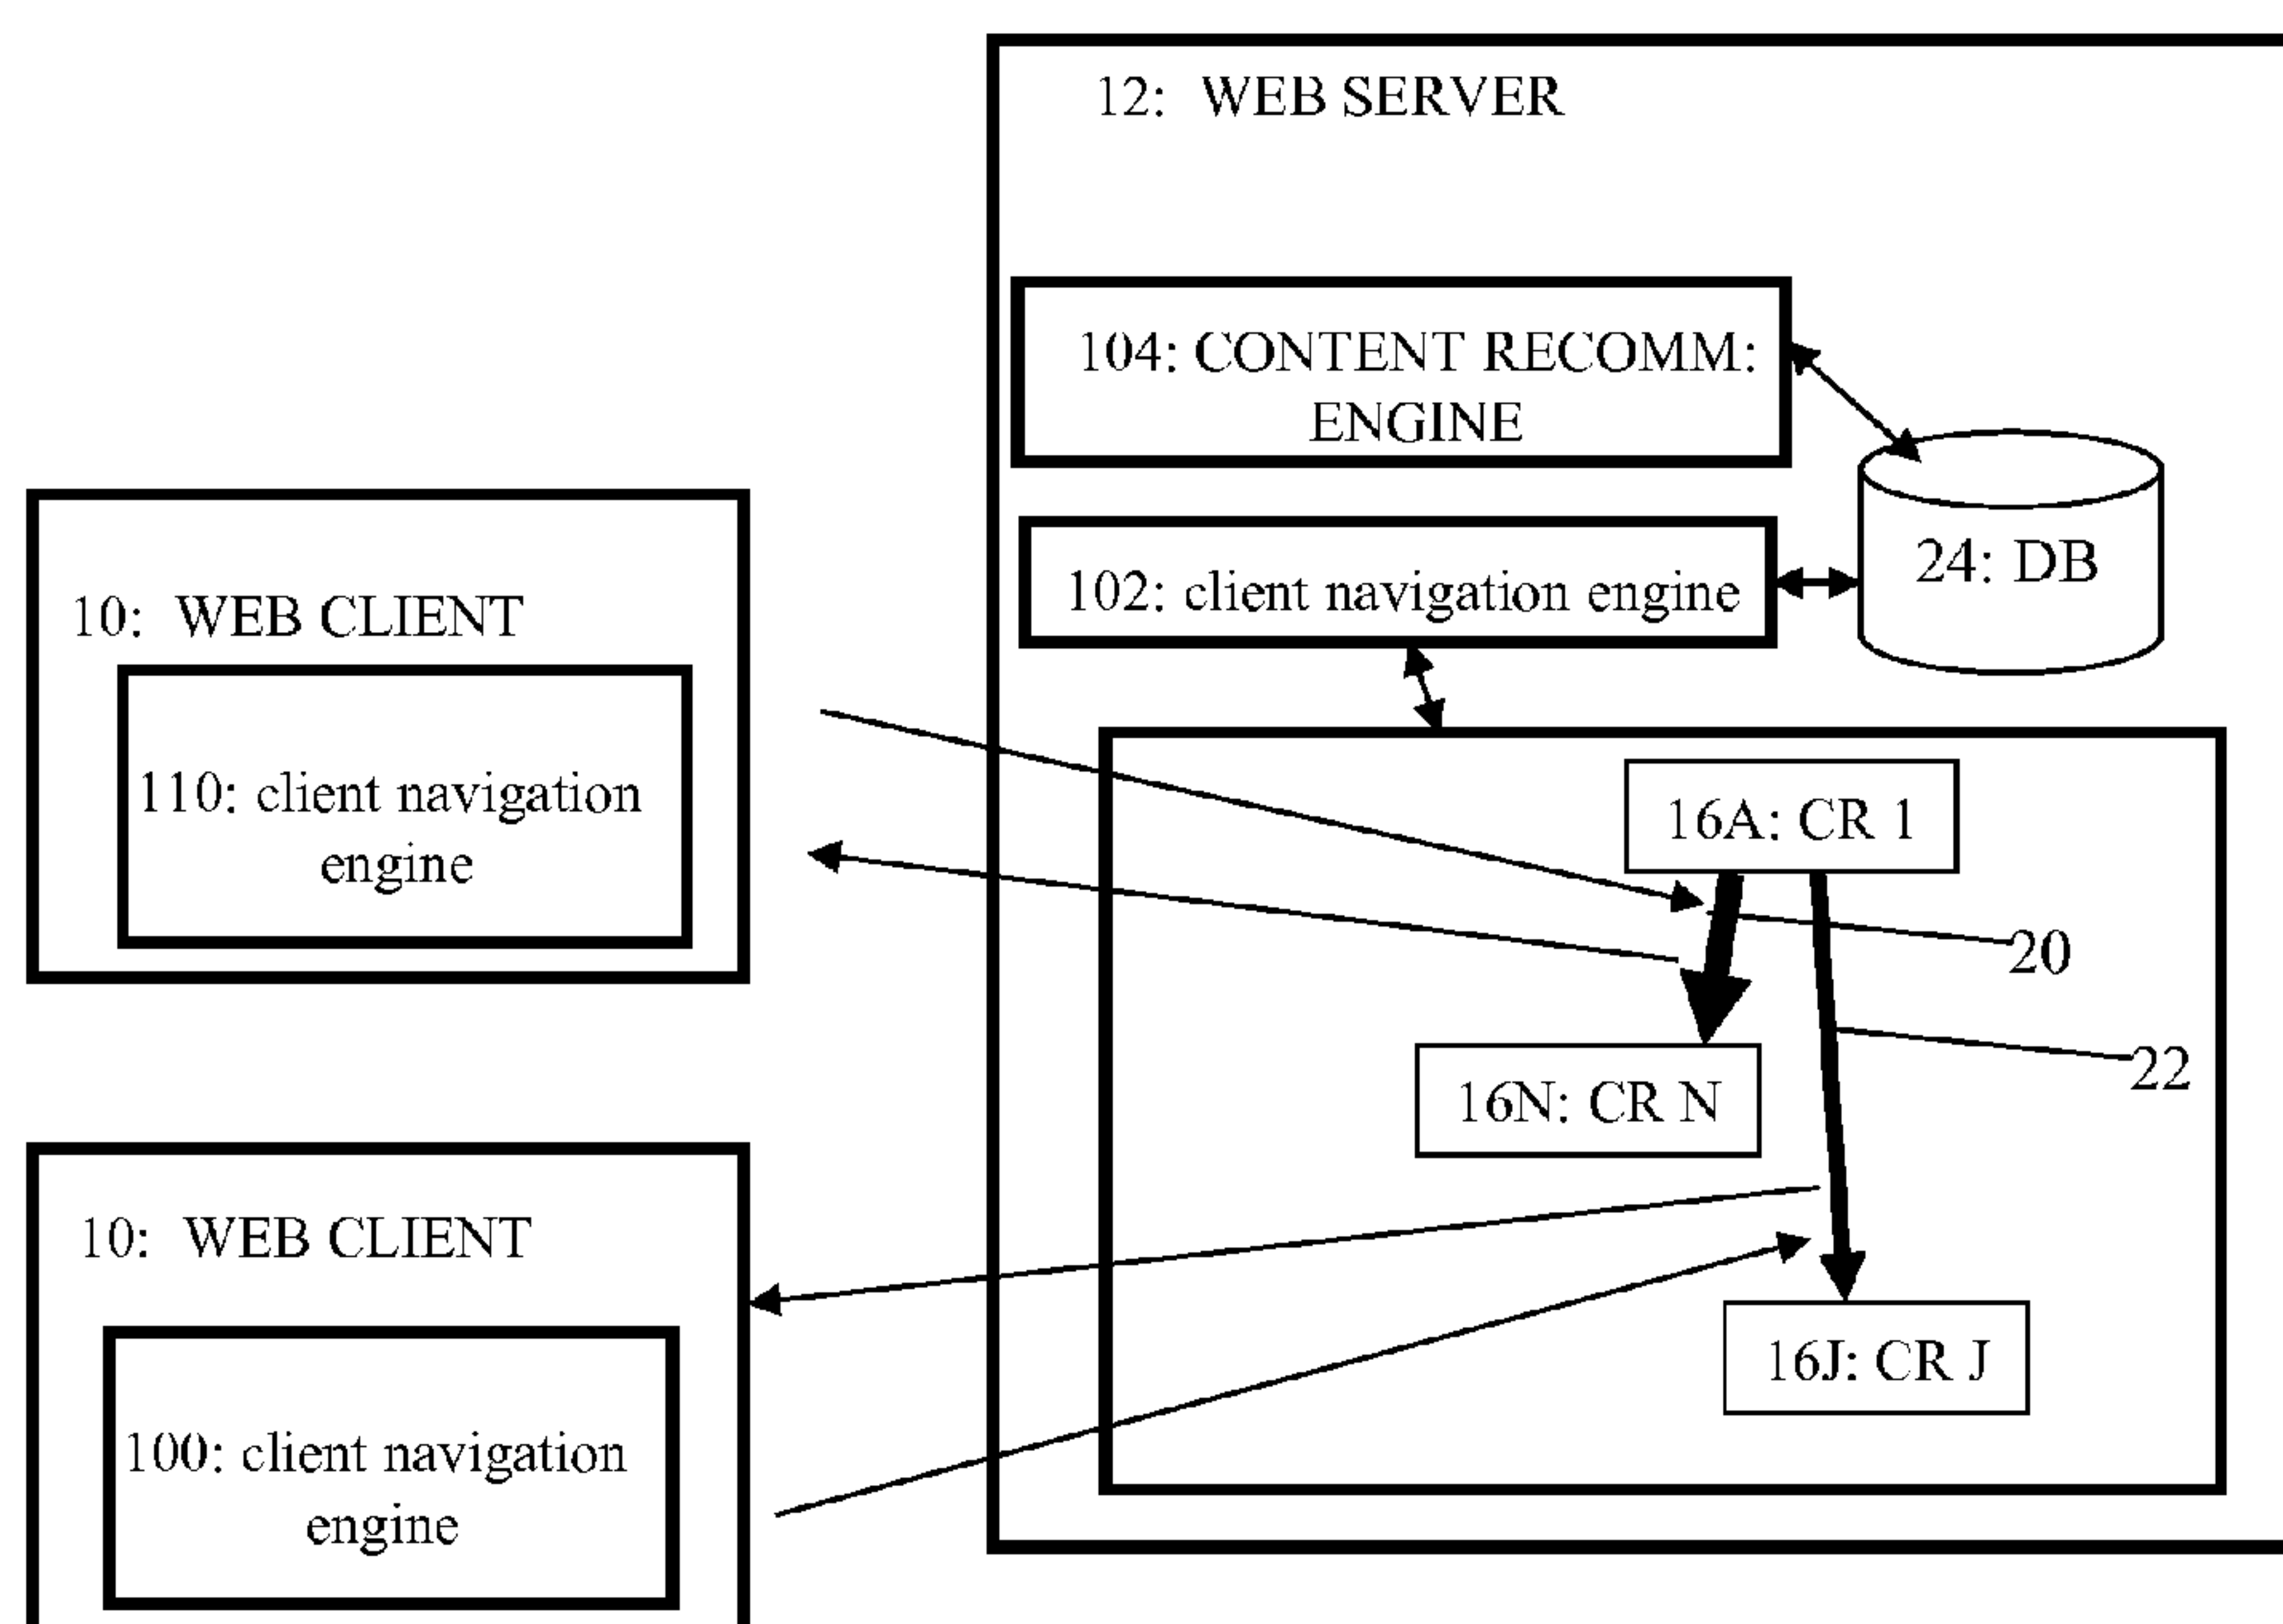 12: WEB SERVER
104: CONTENT RECOMM:
ENGINE
102: client navigation engine
24: DB
10: WEB CLIENT
110: client navigation
engine
16A: CR 1
20
22
16N: CR N
16J: CR J
10: WEB CLIENT
100: client navigation
engine